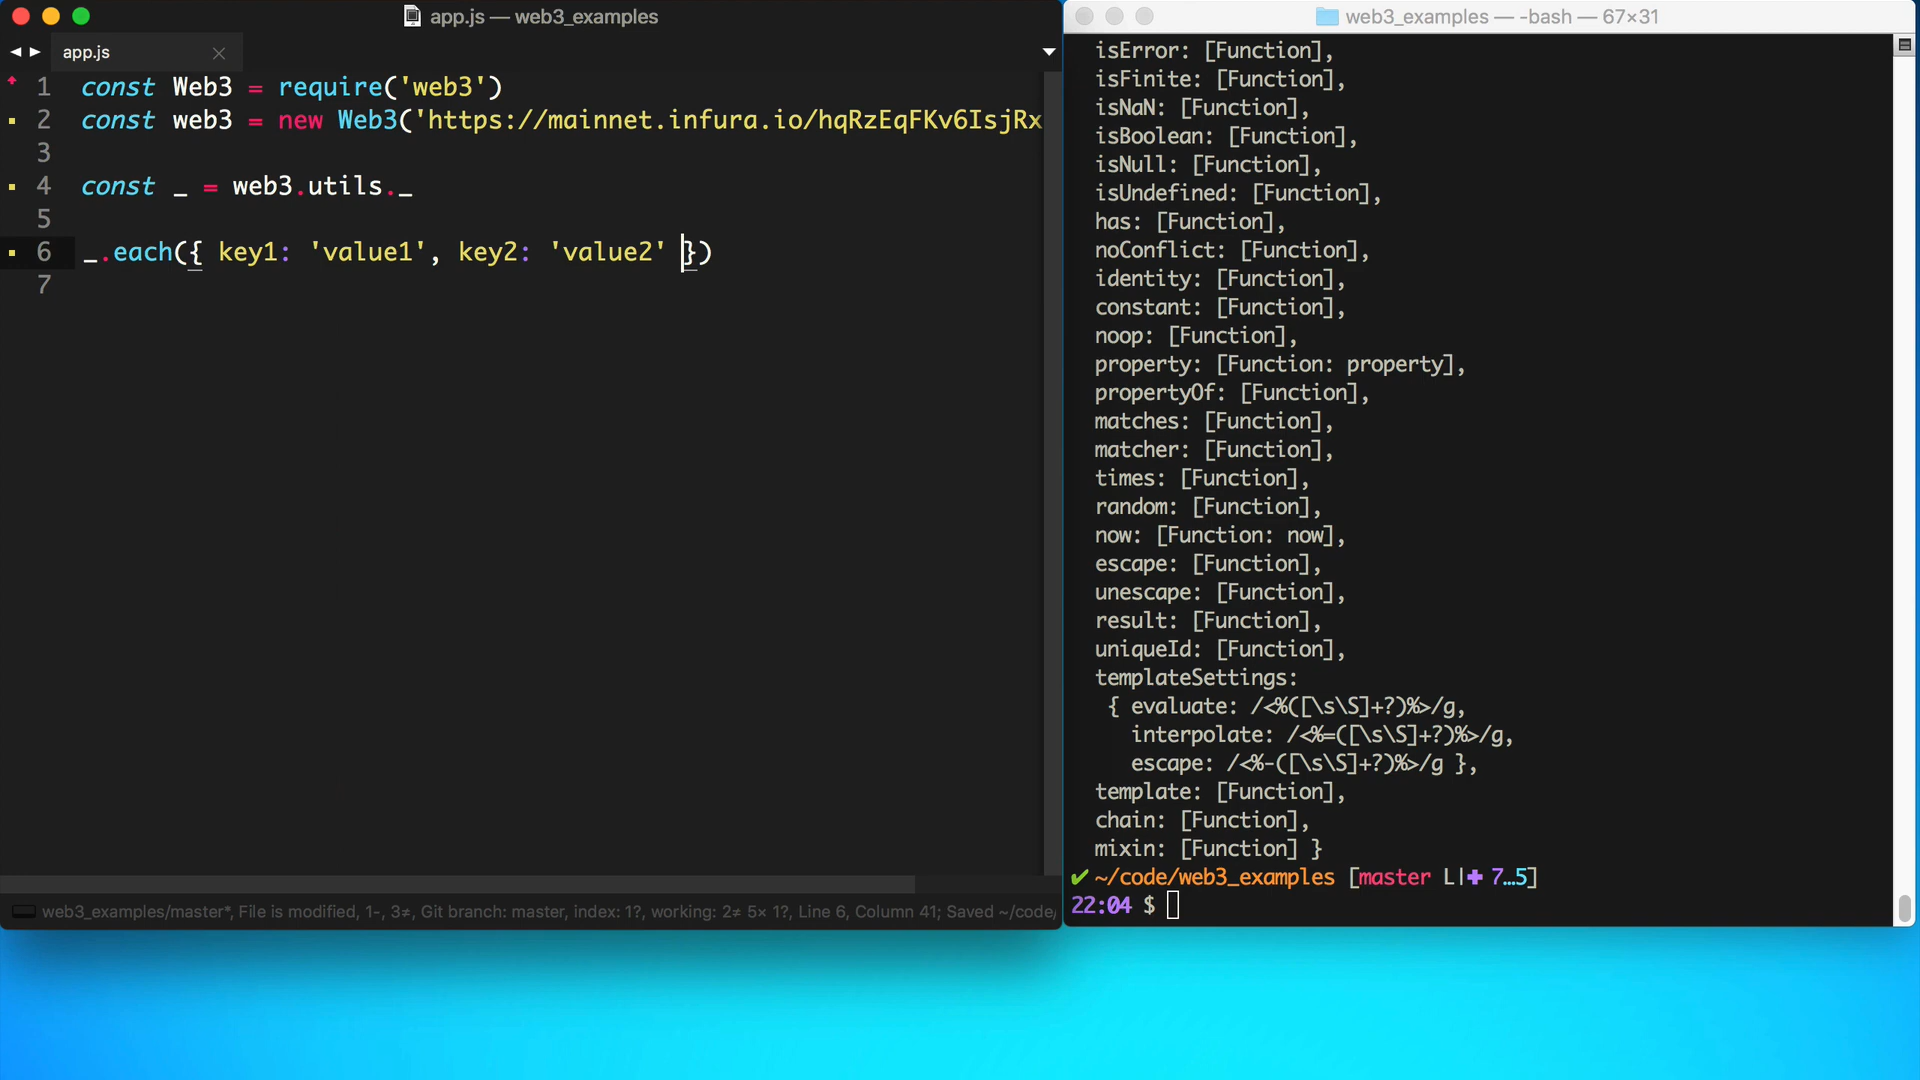 app.js — web3_examples
app.js
1 const Web3 = require('web3')
2 const web3 = new Web3('https://mainnet.infura.io/hqRzEqFKv6IsjRx
3
4 const _ = web3.utils._
5
6 _.each({ key1: 'value1', key2: 'value2' })
7
web3_examples/master*, File is modified, 1-, 3≠, Git branch: master, index: 1?, working: 2≠ 5× 1?, Line 6, Column 41; Saved ~/code/
web3_examples — -bash — 67×31
isError: [Function],
isFinite: [Function],
isNaN: [Function],
isBoolean: [Function],
isNull: [Function],
isUndefined: [Function],
has: [Function],
noConflict: [Function],
identity: [Function],
constant: [Function],
noop: [Function],
property: [Function: property],
propertyOf: [Function],
matches: [Function],
matcher: [Function],
times: [Function],
random: [Function],
now: [Function: now],
escape: [Function],
unescape: [Function],
result: [Function],
uniqueId: [Function],
templateSettings:
{ evaluate: /<%([\s\S]+?)%>/g,
interpolate: /<%=([\s\S]+?)%>/g,
escape: /<%-([\s\S]+?)%>/g },
template: [Function],
chain: [Function],
mixin: [Function] }
✔ ~/code/web3_examples [master L|✚ 7…5]
22:04 $